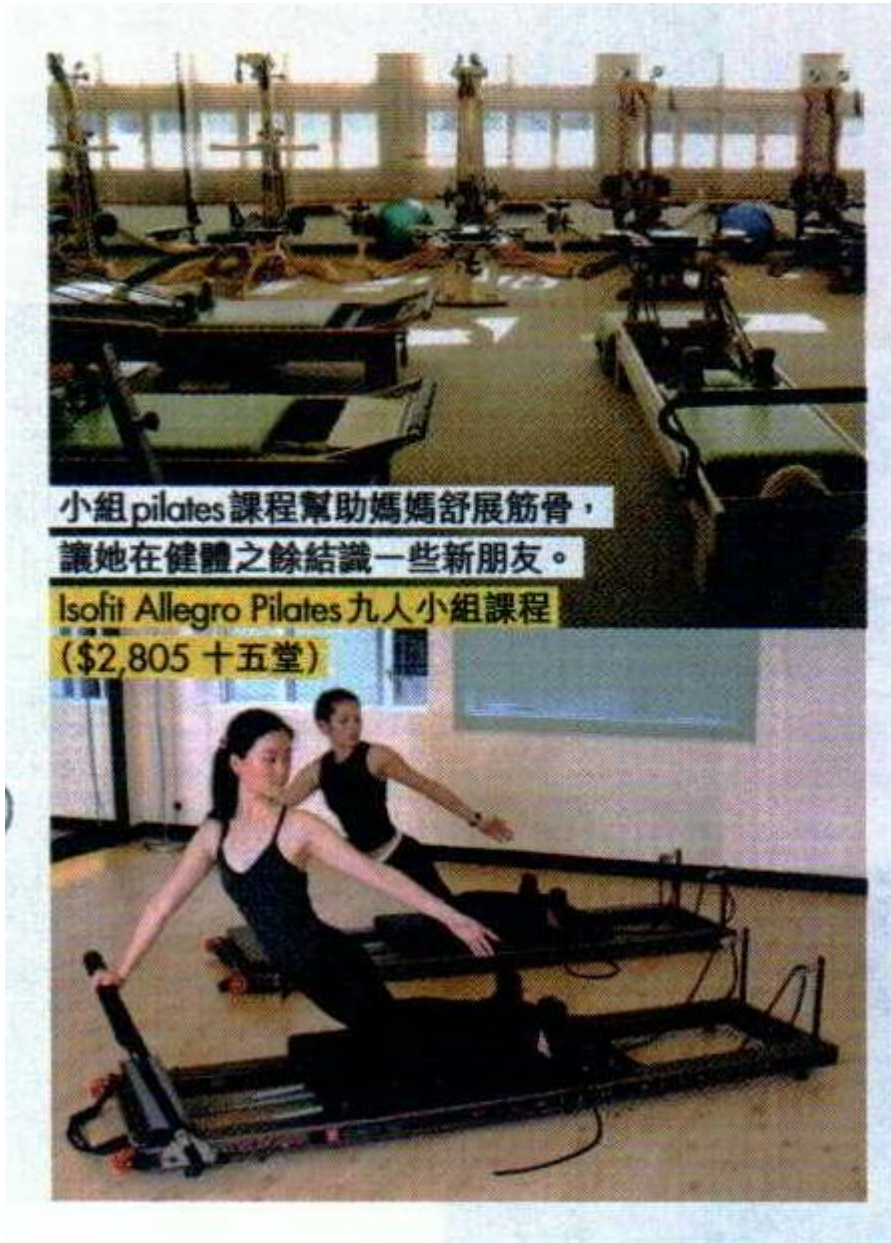 小組pilates課程幫助媽媽舒展筋骨，
讓她在健體之餘結識一些新朋友。
Isofit Allegro Pilates九人小組課程
（$2,805 十五堂）